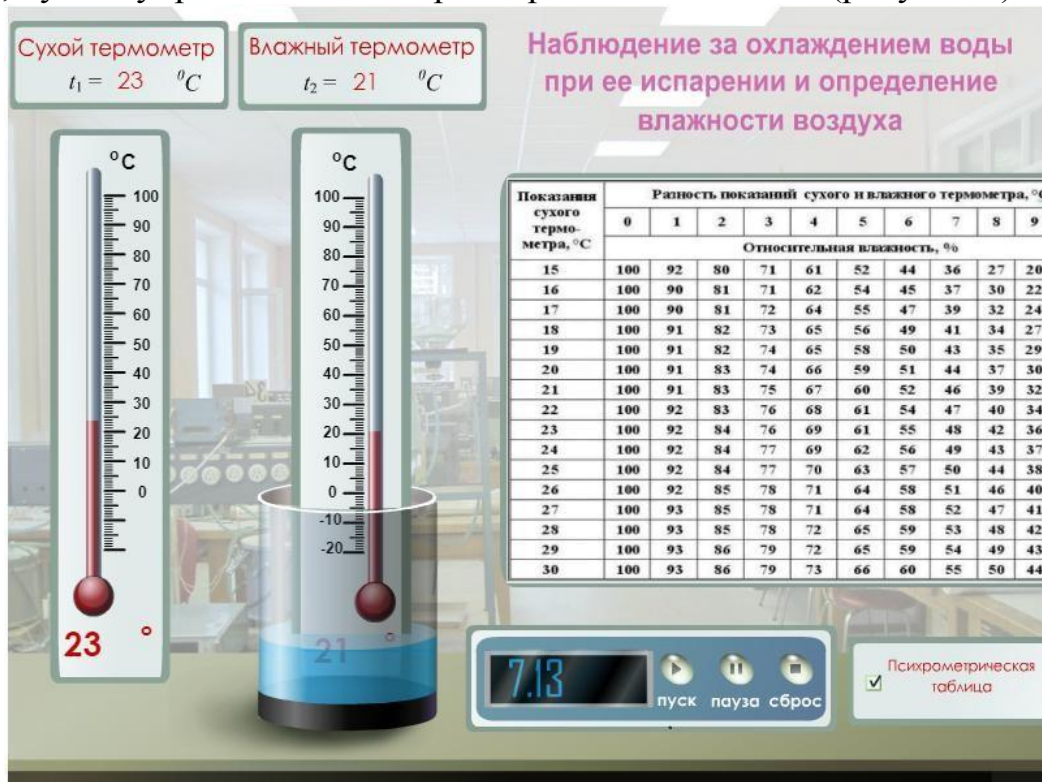 Сухой термометр
t₁ = 23 ⁰C
Влажный термометр
t₂ = 21 ⁰C
Наблюдение за охлаждением воды
при ее испарении и определение
влажности воздуха
°C
100
90
80
70
60
50
40
30
20
10
0
23 °
°C
100
90
80
70
60
50
40
30
20
10
0
-10
-20
21 °
Показания сухого термо-метра, °C
Разность показаний сухого и влажного термометра, °C
0 1 2 3 4 5 6 7 8 9
Относительная влажность, %
15 100 92 80 71 61 52 44 36 27 20
16 100 90 81 71 62 54 45 37 30 22
17 100 90 81 72 64 55 47 39 32 24
18 100 91 82 73 65 56 49 41 34 27
19 100 91 82 74 65 58 50 43 35 29
20 100 91 83 74 66 59 51 44 37 30
21 100 91 83 75 67 60 52 46 39 32
22 100 92 83 76 68 61 54 47 40 34
23 100 92 84 76 69 61 55 48 42 36
24 100 92 84 77 69 62 56 49 43 37
25 100 92 84 77 70 63 57 50 44 38
26 100 92 85 78 71 64 58 51 46 40
27 100 93 85 78 71 64 58 52 47 41
28 100 93 85 78 72 65 59 53 48 42
29 100 93 86 79 72 65 59 54 49 43
30 100 93 86 79 73 66 60 55 50 44
7.13
пуск пауза сброс
Психрометрическая
таблица